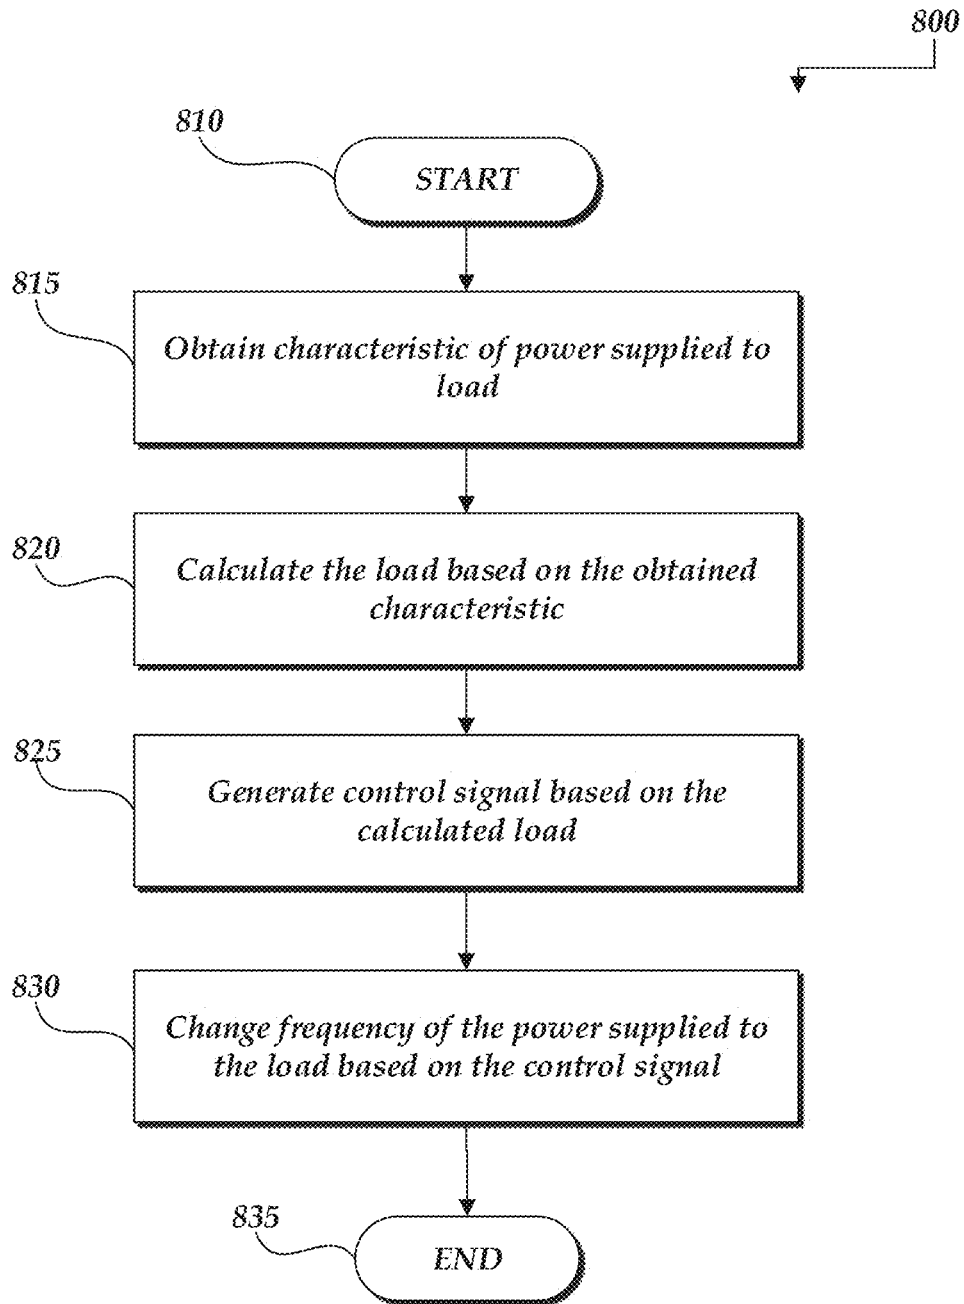 800
810
START
815
Obtain characteristic of power supplied to
load
820
Calculate the load based on the obtained
characteristic
825
Generate control signal based on the
calculated load
830
Change frequency of the power supplied to
the load based on the control signal
835
END